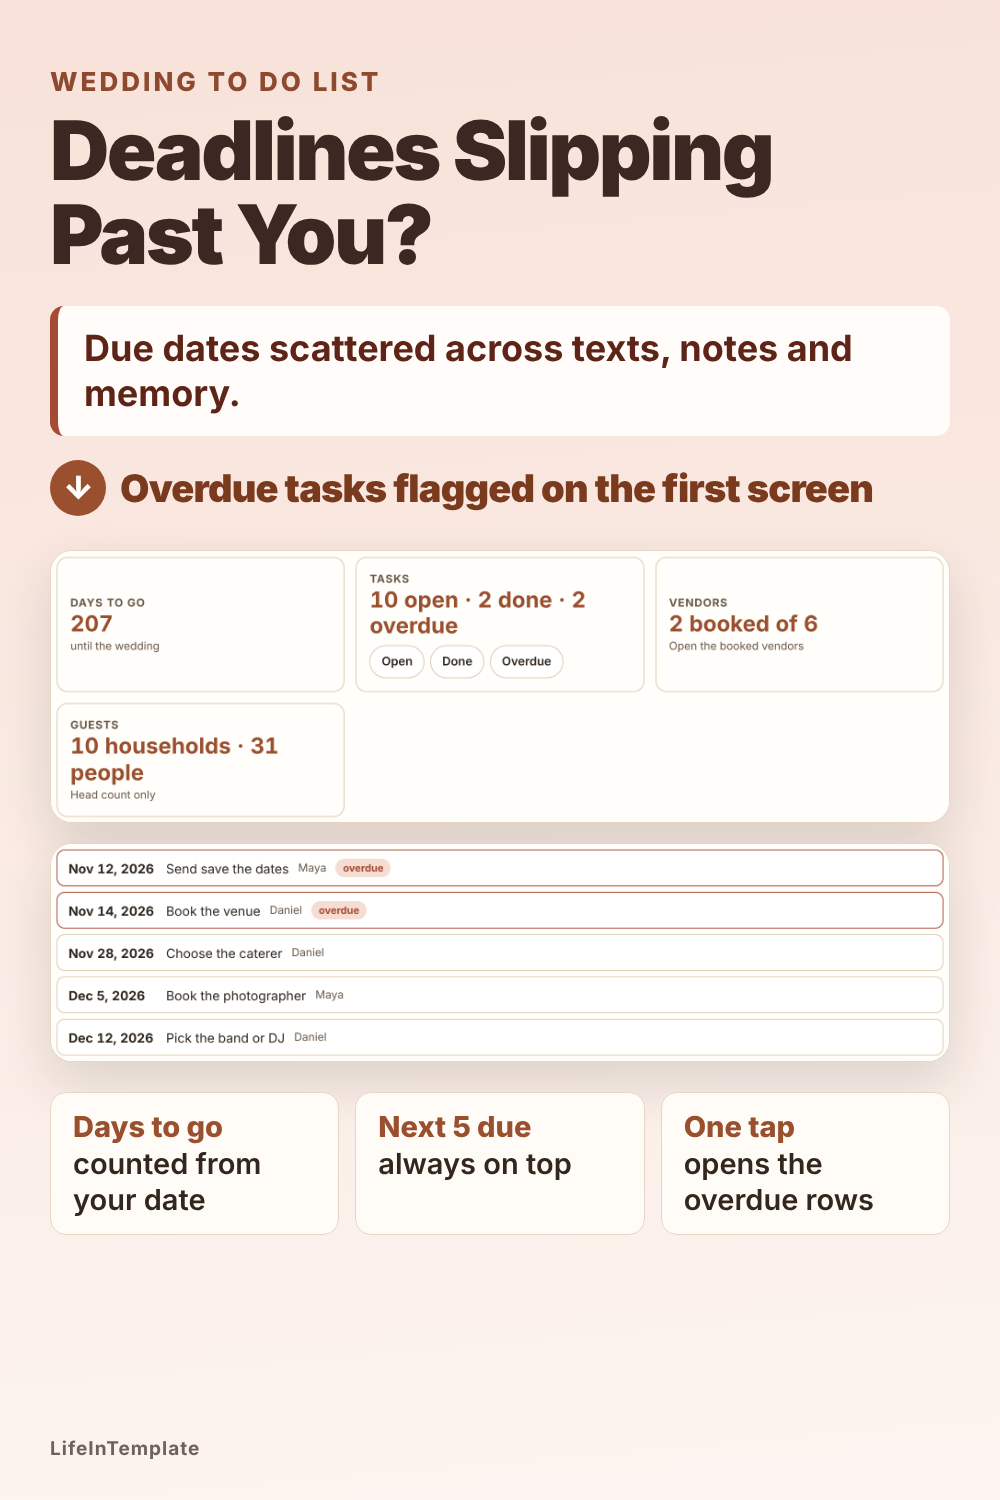 WEDDING TO DO LIST
Deadlines Slipping
Past You?
Due dates scattered across texts, notes and
memory.
Overdue tasks flagged on the first screen
DAYS TO GO
207
until the wedding
TASKS
10 open · 2 done · 2
overdue
Open Done Overdue
VENDORS
2 booked of 6
Open the booked vendors
GUESTS
10 households · 31
people
Head count only
Nov 12, 2026 Send save the dates Maya overdue
Nov 14, 2026 Book the venue Daniel overdue
Nov 28, 2026 Choose the caterer Daniel
Dec 5, 2026 Book the photographer Maya
Dec 12, 2026 Pick the band or DJ Daniel
Days to go
counted from
your date
Next 5 due
always on top
One tap
opens the
overdue rows
LifeInTemplate